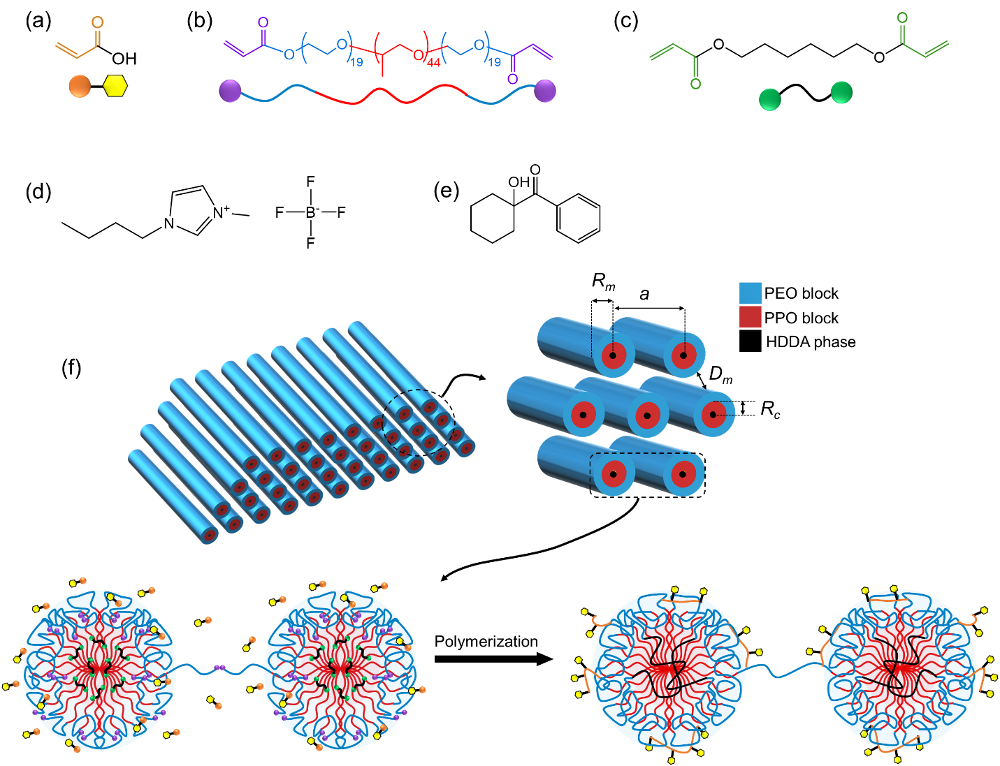 (a)
O
OH
(b)
O
O
O
19
O
44
O
19
O
(c)
O
O
O
O
(d)
N
N+
F
F
B-
F
F
(e)
O
OH
(f)
Rm
a
Dm
Rc
PEO block
PPO block
HDDA phase
Polymerization